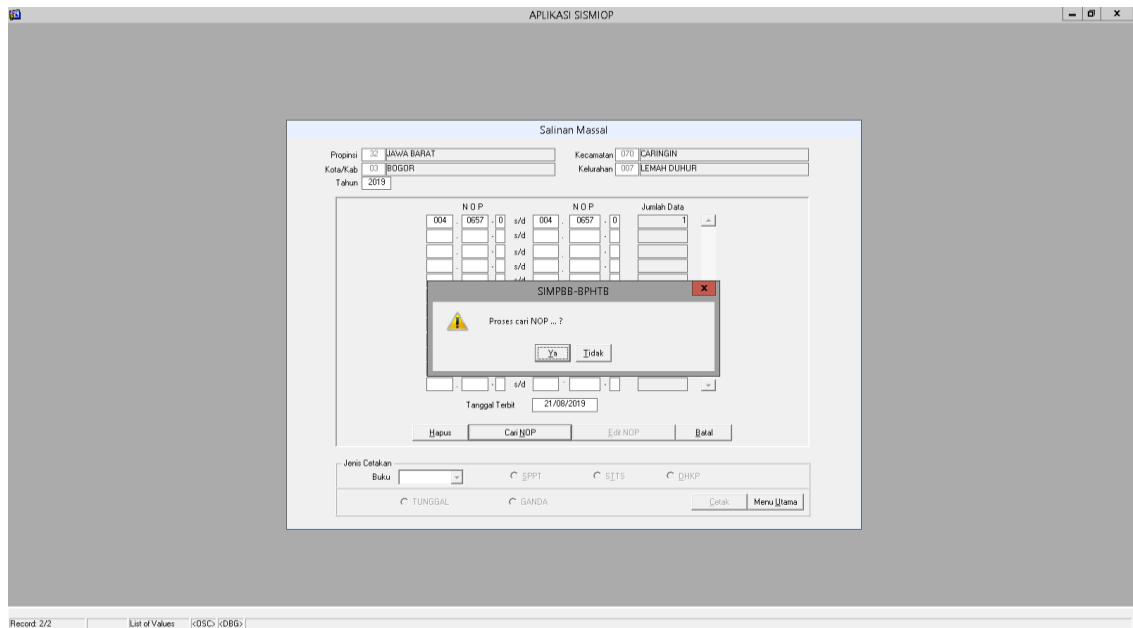 APLIKASI SISMIOP
Salinan Massal
Propinsi 32 JAWA BARAT Kecamatan 070 CARINGIN
Kota/Kab 03 BOGOR Kelurahan 007 LEMAH DUHUR
Tahun 2019
N O P N O P Jumlah Data
004 . 0657 . 0 s/d 004 . 0657 . 0 1
. . s/d . .
. . s/d . .
. . s/d . .
SIMPBB-BPHTB
Proses cari NOP ... ?
Ya Tidak
. . s/d . .
Tanggal Terbit 21/08/2019
Hapus Cari NOP Edit NOP Batal
Jenis Cetakan
Buku SPPT STTS DHKP
TUNGGAL GANDA Cetak Menu Utama
Record: 2/2 List of Values <OSC> <DBG>